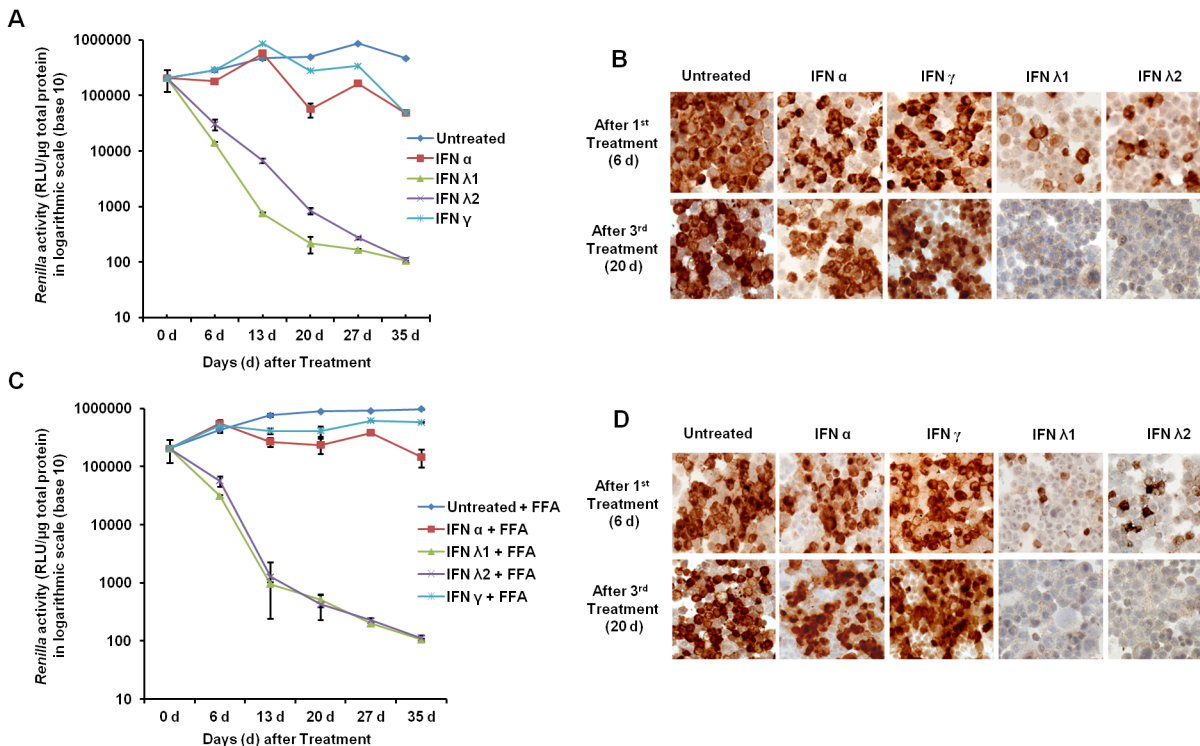 A
Renilla activity (RLU/µg total protein)
in logarithmic scale (base 10)
1000000
100000
10000
1000
100
10
0 d 6 d 13 d 20 d 27 d 35 d
Days (d) after Treatment
Untreated
IFN α
IFN λ1
IFN λ2
IFN γ
B
Untreated IFN α IFN γ IFN λ1 IFN λ2
After 1st
Treatment
(6 d)
After 3rd
Treatment
(20 d)
C
Renilla activity (RLU/µg total protein)
in logarithmic scale (base 10)
1000000
100000
10000
1000
100
10
0 d 6 d 13 d 20 d 27 d 35 d
Days (d) after Treatment
Untreated + FFA
IFN α + FFA
IFN λ1 + FFA
IFN λ2 + FFA
IFN γ + FFA
D
Untreated IFN α IFN γ IFN λ1 IFN λ2
After 1st
Treatment
(6 d)
After 3rd
Treatment
(20 d)